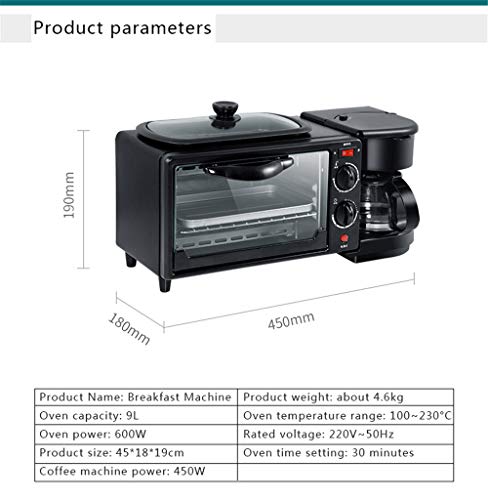 Product parameters
190mm
180mm
450mm
Product Name: Breakfast Machine
Product weight: about 4.6kg
Oven capacity: 9L
Oven temperature range: 100~230°C
Oven power: 600W
Rated voltage: 220V~50Hz
Product size: 45*18*19cm
Oven time setting: 30 minutes
Coffee machine power: 450W